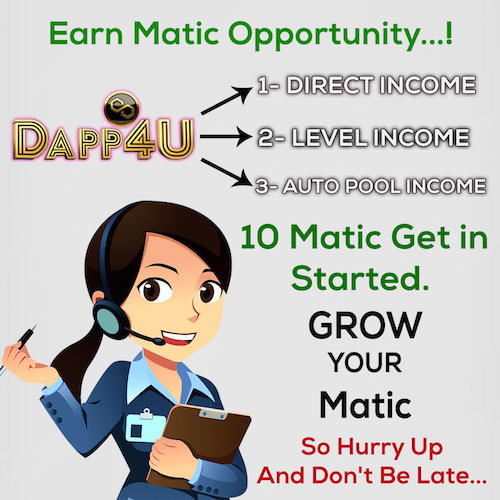 Earn Matic Opportunity...!
DAPP4U
1- DIRECT INCOME
2- LEVEL INCOME
3- AUTO POOL INCOME
10 Matic Get in
Started.
GROW
YOUR
Matic
So Hurry Up
And Don't Be Late...